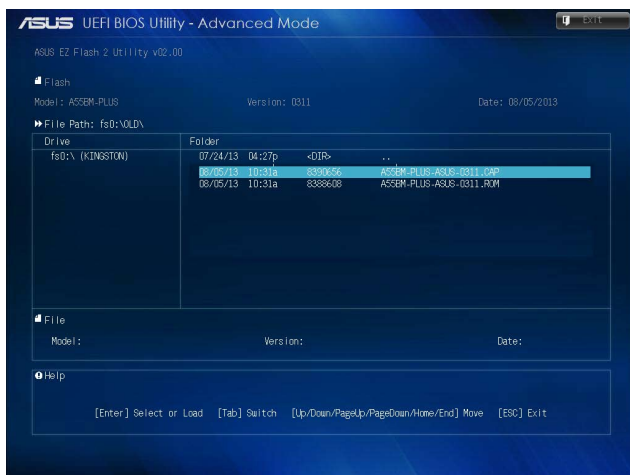 ASUS UEFI BIOS Utility - Advanced Mode
Exit
ASUS EZ Flash 2 Utility v02.00
Flash
Model: A55BM-PLUS Version: 0311 Date: 08/05/2013
File Path: fs0:\OLD\
Drive Folder
fs0:\ (KINGSTON) 07/24/13 04:27p <DIR> ..
08/05/13 10:31a 8390656 A55BM-PLUS-ASUS-0311.CAP
08/05/13 10:31a 8388608 A55BM-PLUS-ASUS-0311.ROM
File
Model: Version: Date:
Help
[Enter] Select or Load [Tab] Switch [Up/Down/PageUp/PageDown/Home/End] Move [ESC] Exit